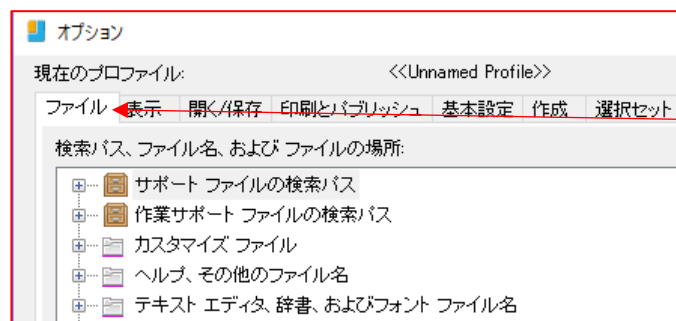 オプション
現在のプロファイル: <<Unnamed Profile>>
ファイル 表示 開く/保存 印刷とパブリッシュ 基本設定 作成 選択セット
検索パス、ファイル名、および ファイルの場所:
サポート ファイルの検索パス
作業サポート ファイルの検索パス
カスタマイズ ファイル
ヘルプ、その他のファイル名
テキスト エディタ、辞書、およびフォント ファイル名